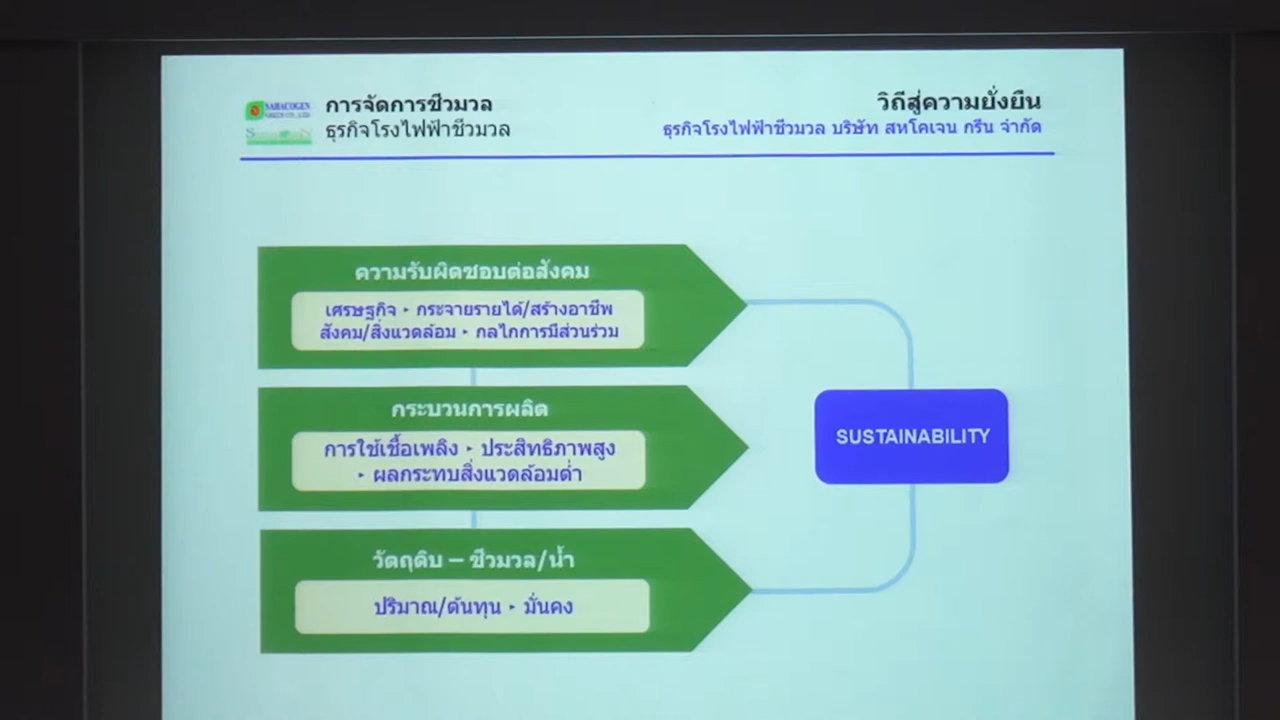 SAHACOGEN
GREEN CO., LTD.
การจัดการชีวมวล
ธุรกิจโรงไฟฟ้าชีวมวล
วิถีสู่ความยั่งยืน
ธุรกิจโรงไฟฟ้าชีวมวล บริษัท สหโคเจน กรีน จำกัด
ความรับผิดชอบต่อสังคม
เศรษฐกิจ ‣ กระจายรายได้/สร้างอาชีพ
สังคม/สิ่งแวดล้อม ‣ กลไกการมีส่วนร่วม
กระบวนการผลิต
การใช้เชื้อเพลิง ‣ ประสิทธิภาพสูง
‣ ผลกระทบสิ่งแวดล้อมต่ำ
SUSTAINABILITY
วัตถุดิบ – ชีวมวล/น้ำ
ปริมาณ/ต้นทุน ‣ มั่นคง